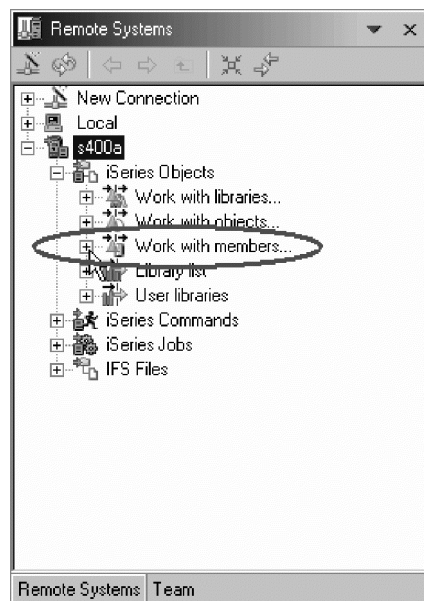 Remote Systems
New Connection
Local
s400a
iSeries Objects
Work with libraries...
Work with objects...
Work with members...
Library list
User libraries
iSeries Commands
iSeries Jobs
IFS Files
Remote Systems Team